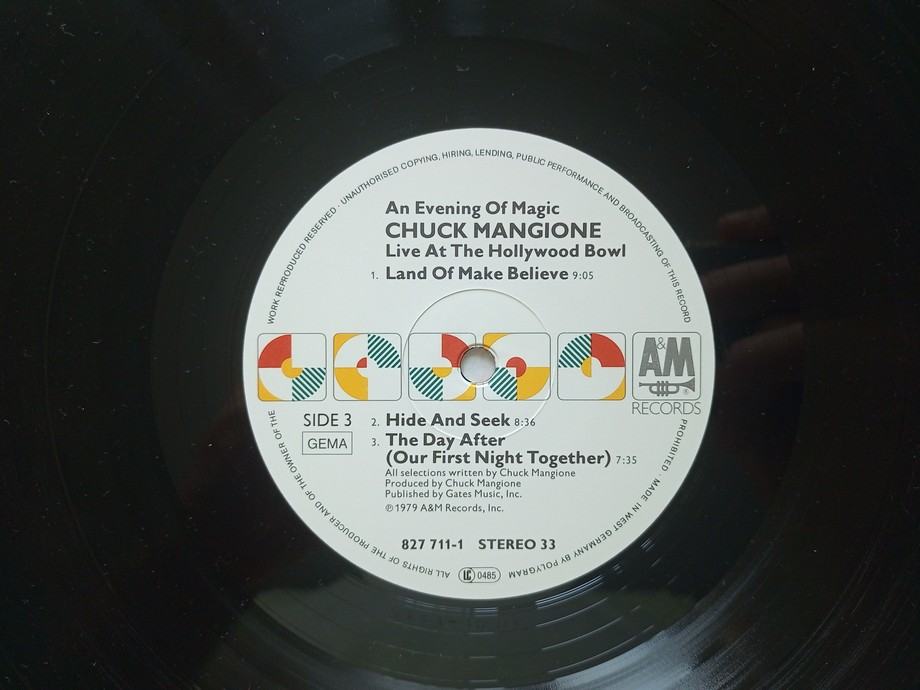 An Evening Of Magic
CHUCK MANGIONE
Live At The Hollywood Bowl
1. Land Of Make Believe 9:05
A&M
RECORDS
SIDE 3
GEMA
2. Hide And Seek 8:36
3. The Day After
(Our First Night Together) 7:35
All selections written by Chuck Mangione
Produced by Chuck Mangione
Published by Gates Music, Inc.
℗ 1979 A&M Records, Inc.
827 711-1 STEREO 33
ALL RIGHTS OF THE PRODUCER AND OF THE OWNER OF THE WORK REPRODUCED RESERVED · UNAUTHORISED COPYING, HIRING, LENDING, PUBLIC PERFORMANCE AND BROADCASTING OF THIS RECORD PROHIBITED · MADE IN WEST GERMANY BY POLYGRAM
LC 0485